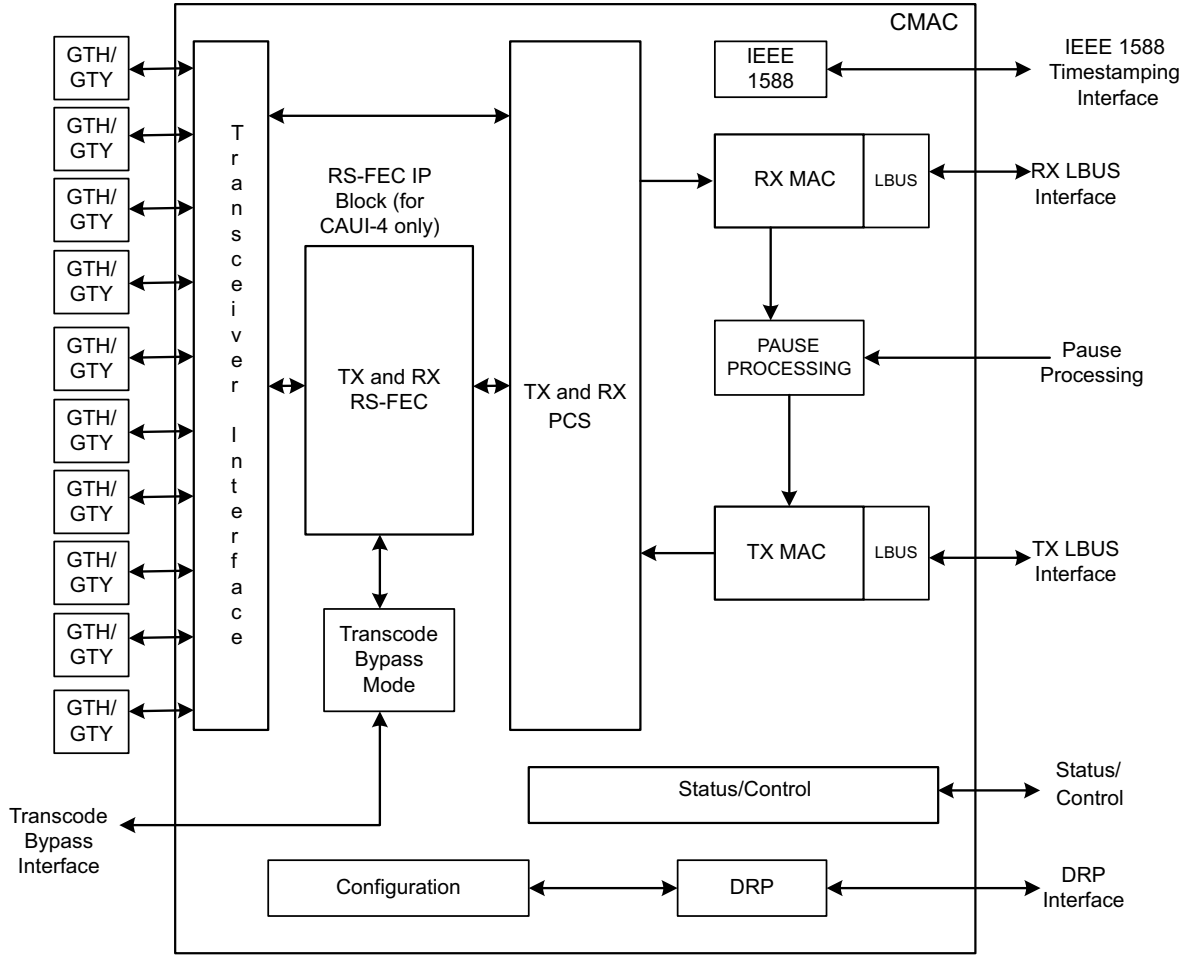 CMAC
GTH/
GTY
GTH/
GTY
GTH/
GTY
GTH/
GTY
GTH/
GTY
GTH/
GTY
GTH/
GTY
GTH/
GTY
GTH/
GTY
GTH/
GTY
Transceiver Interface
RS-FEC IP
Block (for
CAUI-4 only)
TX and RX
RS-FEC
Transcode
Bypass
Mode
Transcode
Bypass
Interface
TX and RX
PCS
IEEE
1588
IEEE 1588
Timestamping
Interface
RX MAC
LBUS
RX LBUS
Interface
PAUSE
PROCESSING
Pause
Processing
TX MAC
LBUS
TX LBUS
Interface
Status/Control
Status/
Control
Configuration
DRP
DRP
Interface